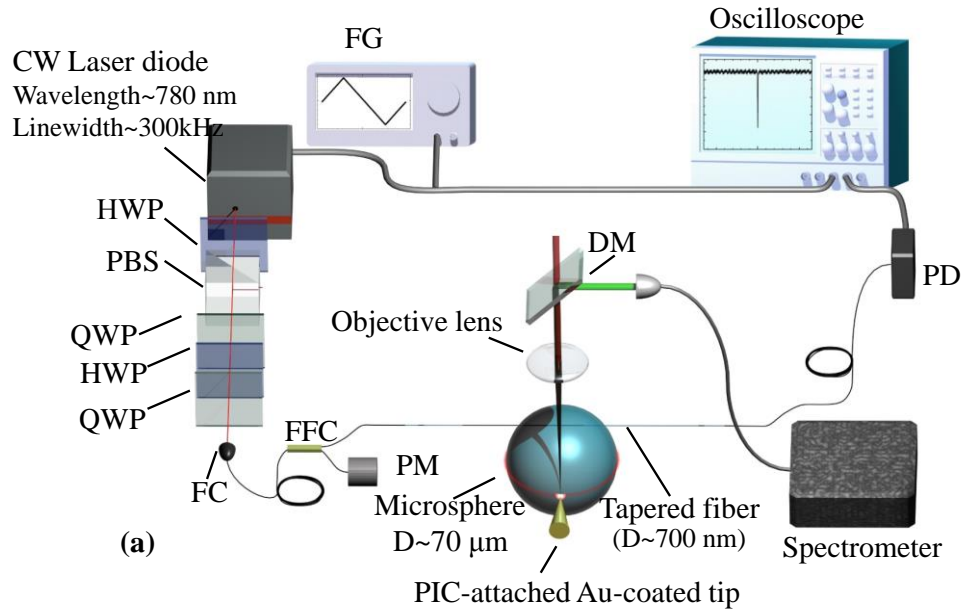 Oscilloscope
FG
CW Laser diode
Wavelength~780 nm
Linewidth~300kHz
HWP
DM
PBS
PD
QWP
Objective lens
HWP
QWP
FFC
FC
PM
Microsphere
D~70 μm
Tapered fiber
(D~700 nm)
(a)
Spectrometer
PIC-attached Au-coated tip